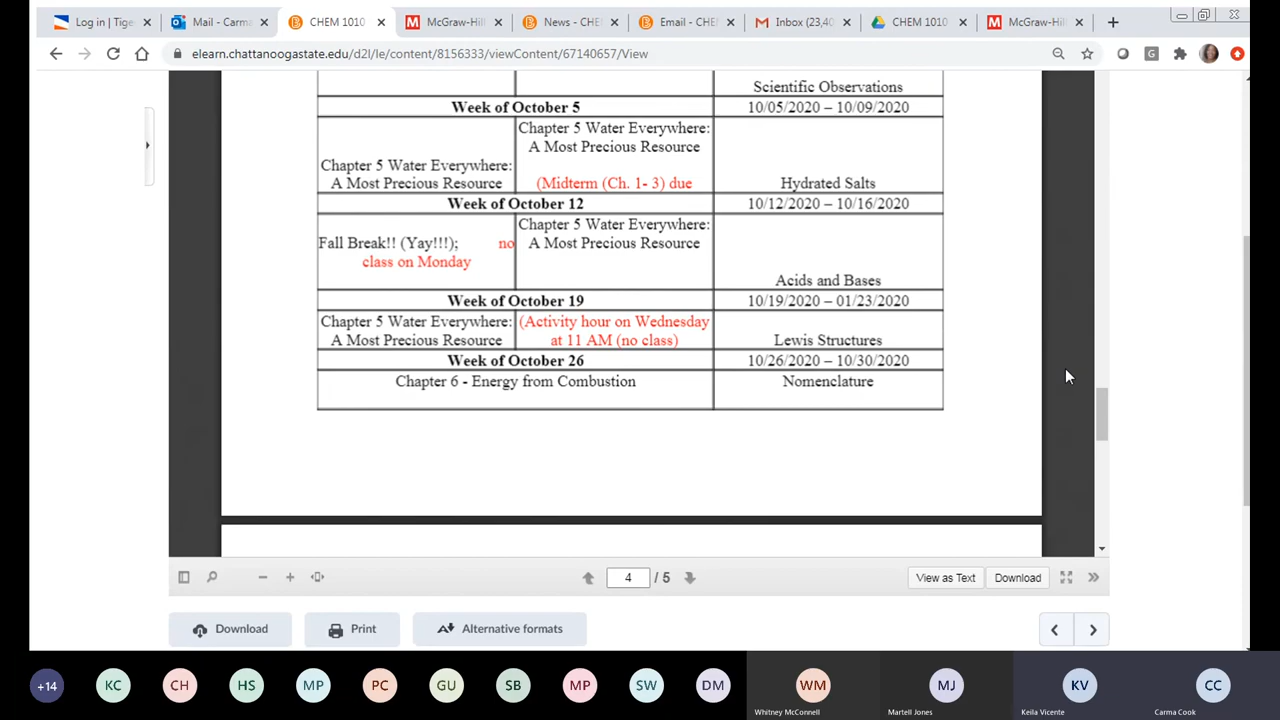 Log in | Tige
Mail - Carma
CHEM 1010
McGraw-Hill
News - CHE
Email - CHE
Inbox (23,40
CHEM 1010
McGraw-Hill
elearn.chattanoogastate.edu/d2l/le/content/8156333/viewContent/67140657/View
Scientific Observations
Week of October 5
10/05/2020 – 10/09/2020
Chapter 5 Water Everywhere:
A Most Precious Resource
Chapter 5 Water Everywhere:
A Most Precious Resource
(Midterm (Ch. 1- 3) due
Hydrated Salts
Week of October 12
10/12/2020 – 10/16/2020
Fall Break!! (Yay!!!); no
class on Monday
Chapter 5 Water Everywhere:
A Most Precious Resource
Acids and Bases
Week of October 19
10/19/2020 – 01/23/2020
Chapter 5 Water Everywhere:
A Most Precious Resource
(Activity hour on Wednesday
at 11 AM (no class)
Lewis Structures
Week of October 26
10/26/2020 – 10/30/2020
Chapter 6 - Energy from Combustion
Nomenclature
4 / 5
View as Text
Download
Download
Print
Alternative formats
+14
KC
CH
HS
MP
PC
GU
SB
MP
SW
DM
WM
Whitney McConnell
MJ
Martell Jones
KV
Keila Vicente
CC
Carma Cook